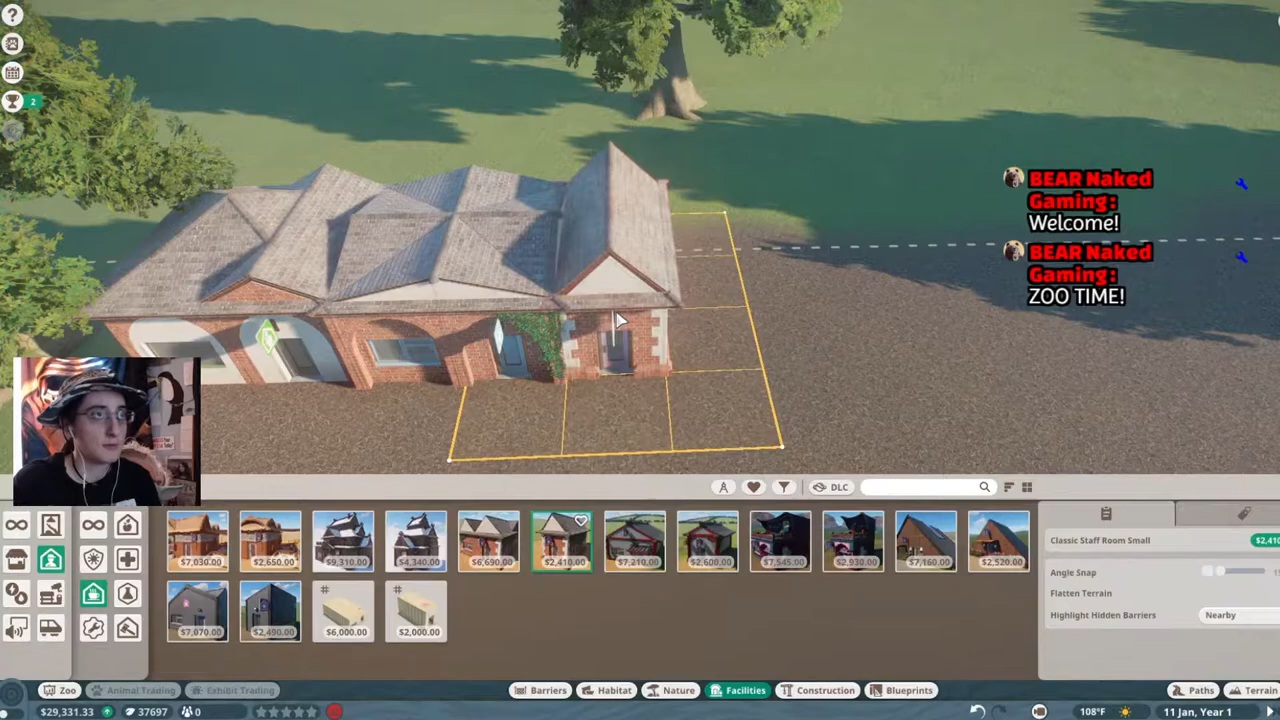 ?
2
BEAR Naked
Gaming:
Welcome!
BEAR Naked
Gaming:
ZOO TIME!
DLC
$7,030.00
$2,650.00
$9,310.00
$4,340.00
$6,690.00
$2,410.00
$7,210.00
$2,600.00
$7,545.00
$2,930.00
$7,160.00
$2,520.00
$7,070.00
$2,490.00
$6,000.00
$2,000.00
Classic Staff Room Small
$2,410
Angle Snap
Flatten Terrain
Highlight Hidden Barriers
Nearby
Zoo
Animal Trading
Exhibit Trading
Barriers
Habitat
Nature
Facilities
Construction
Blueprints
Paths
Terrain
$29,331.33
37697
0
108°F
11 Jan, Year 1